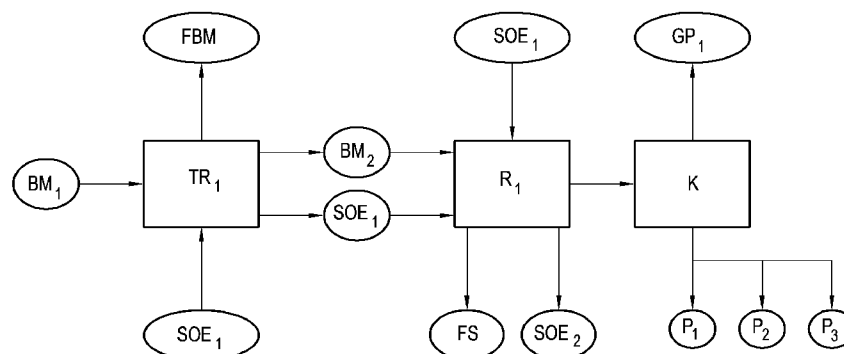 FBM
SOE₁
GP₁
BM₁
TR₁
BM₂
SOE₁
R₁
K
SOE₁
FS
SOE₂
P₁
P₂
P₃